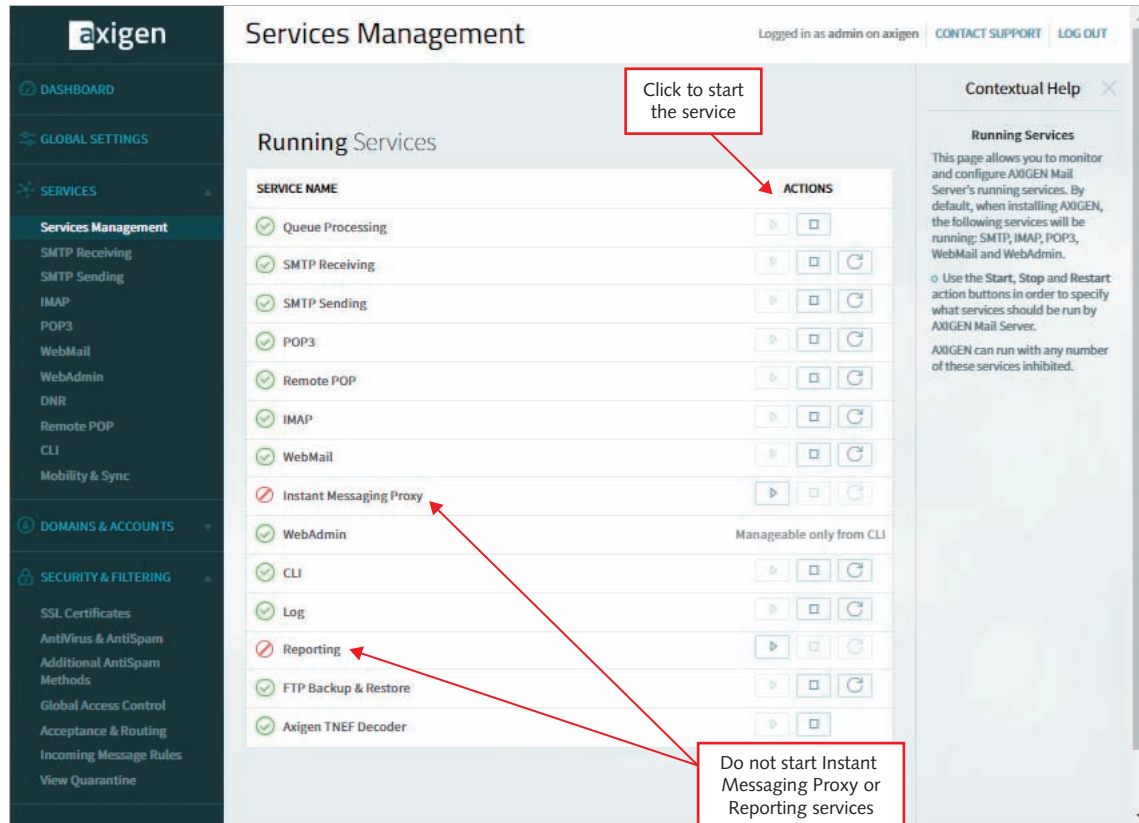 axigen
Services Management
Logged in as admin on axigen
CONTACT SUPPORT
LOG OUT
DASHBOARD
GLOBAL SETTINGS
SERVICES
Services Management
SMTP Receiving
SMTP Sending
IMAP
POP3
WebMail
WebAdmin
DNR
Remote POP
CLI
Mobility & Sync
DOMAINS & ACCOUNTS
SECURITY & FILTERING
SSL Certificates
AntiVirus & AntiSpam
Additional AntiSpam
Methods
Global Access Control
Acceptance & Routing
Incoming Message Rules
View Quarantine
Click to start
the service
Running Services
SERVICE NAME
ACTIONS
Queue Processing
SMTP Receiving
SMTP Sending
POP3
Remote POP
IMAP
WebMail
Instant Messaging Proxy
WebAdmin
Manageable only from CLI
CLI
Log
Reporting
FTP Backup & Restore
Axigen TNEF Decoder
Do not start Instant
Messaging Proxy or
Reporting services
Contextual Help
Running Services
This page allows you to monitor
and configure AXIGEN Mail
Server's running services. By
default, when installing AXIGEN,
the following services will be
running: SMTP, IMAP, POP3,
WebMail and WebAdmin.
Use the Start, Stop and Restart
action buttons in order to specify
what services should be run by
AXIGEN Mail Server.
AXIGEN can run with any number
of these services inhibited.